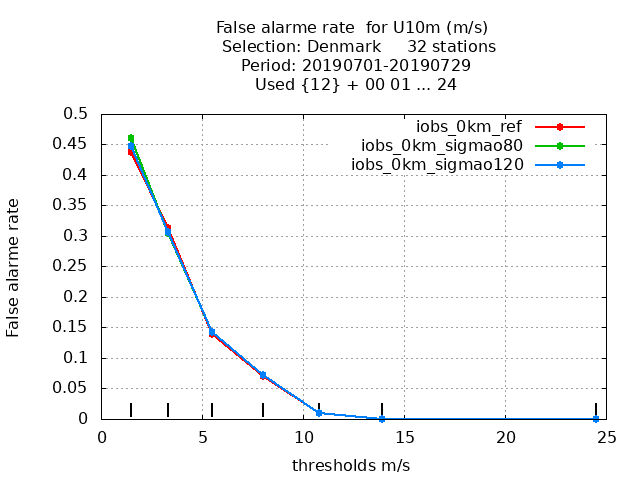 False alarme rate  for U10m (m/s)
Selection: Denmark     32 stations
Period: 20190701-20190729
Used {12} + 00 01 ... 24
iobs_0km_ref
iobs_0km_sigmao80
iobs_0km_sigmao120
False alarme rate
0.5
0.45
0.4
0.35
0.3
0.25
0.2
0.15
0.1
0.05
0
0 5 10 15 20 25
thresholds m/s